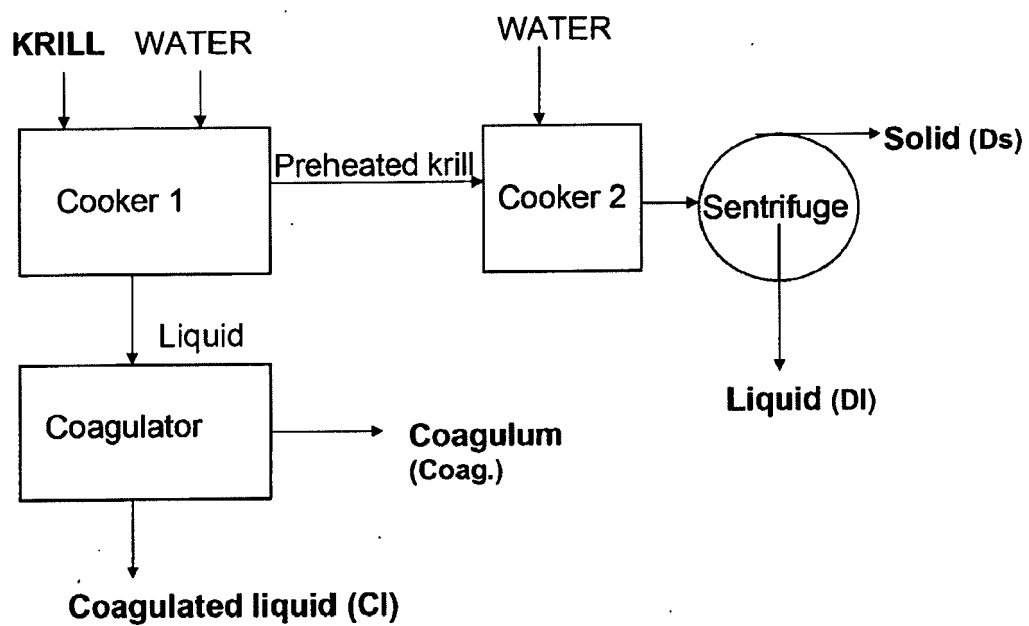 KRILL WATER
WATER
Preheated krill
Solid (Ds)
Cooker 1
Cooker 2
Sentrifuge
Liquid
Liquid (Dl)
Coagulator
Coagulum
(Coag.)
Coagulated liquid (Cl)